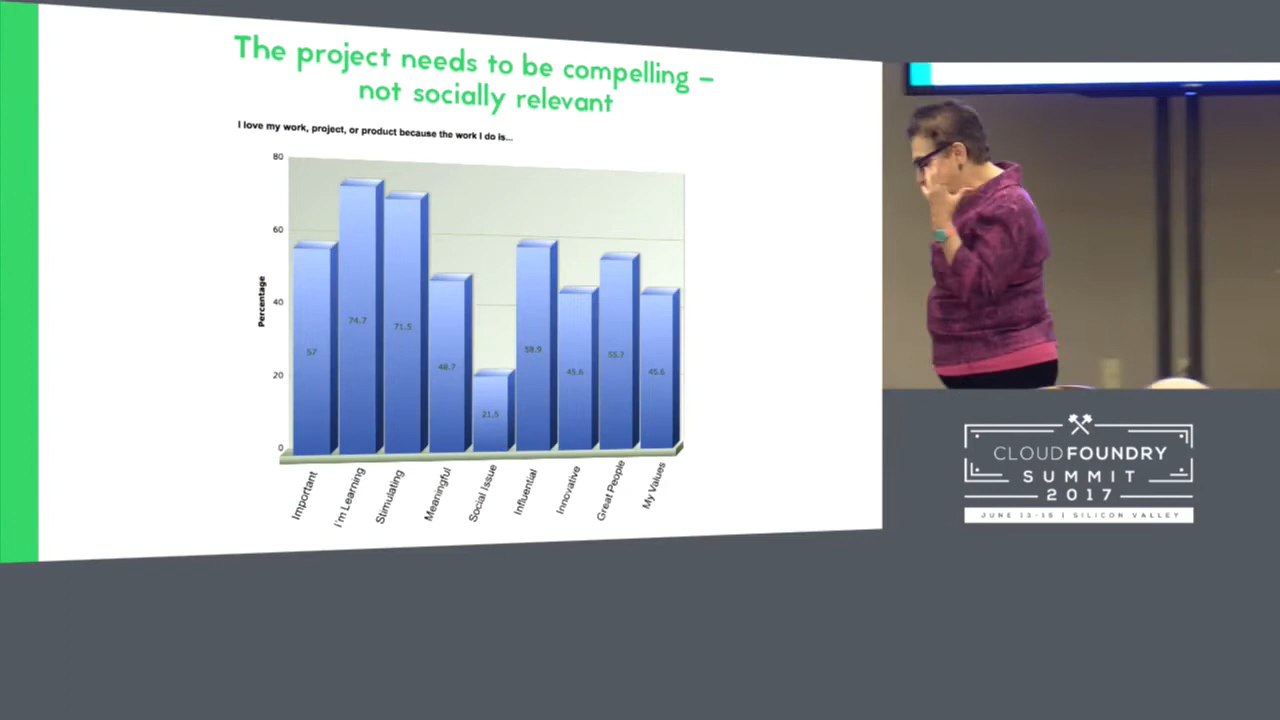 The project needs to be compelling –
not socially relevant
I love my work, project, or product because the work I do is...
Percentage
80
60
40
20
0
57
74.7
71.5
48.7
21.5
58.9
45.6
55.7
45.6
Important
I'm Learning
Stimulating
Meaningful
Social Issue
Influential
Innovative
Great People
My Values
CLOUD FOUNDRY
SUMMIT
2017
JUNE 13-15 | SILICON VALLEY